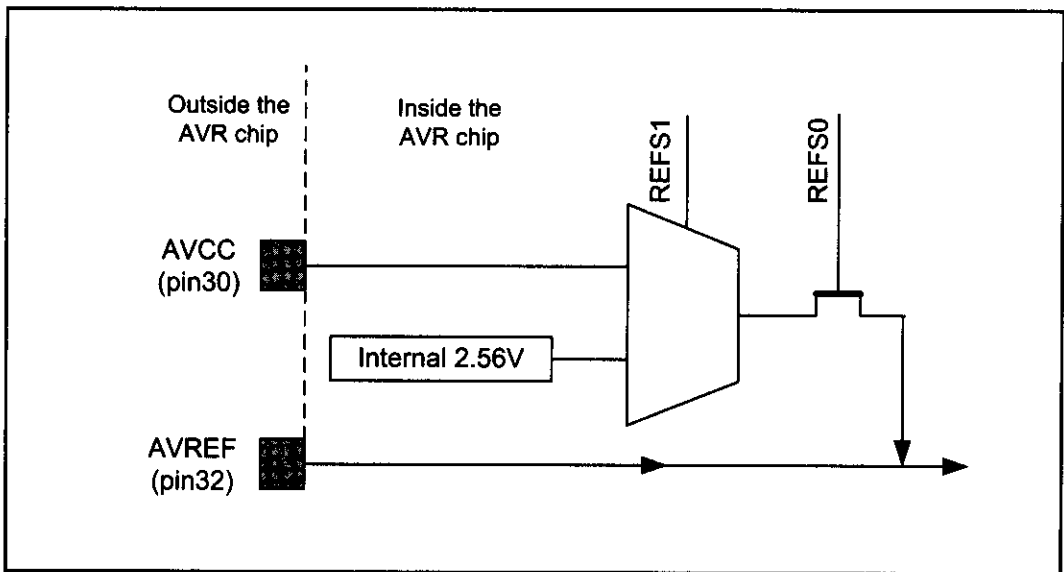 Outside the
AVR chip
Inside the
AVR chip
REFS1
REFS0
AVCC
(pin30)
Internal 2.56V
AVREF
(pin32)